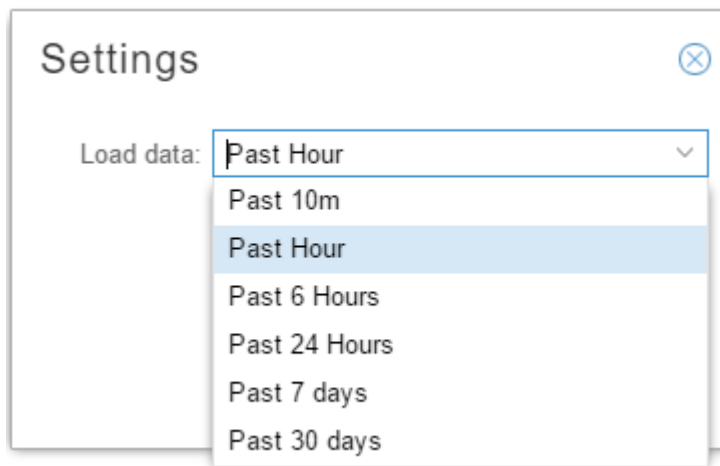 Settings
Load data: Past Hour
Past 10m
Past Hour
Past 6 Hours
Past 24 Hours
Past 7 days
Past 30 days